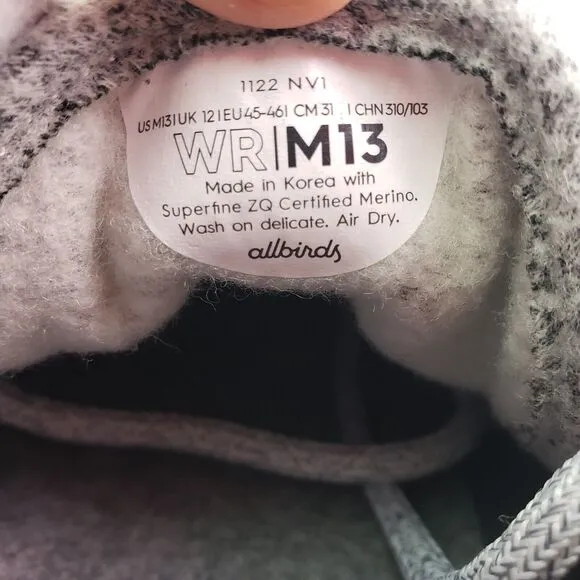 1122 NV1
US M13 | UK 12 | EU 45-46 | CM 31 | CHN 310/103
WR|M13
Made in Korea with
Superfine ZQ Certified Merino.
Wash on delicate. Air Dry.
allbirds